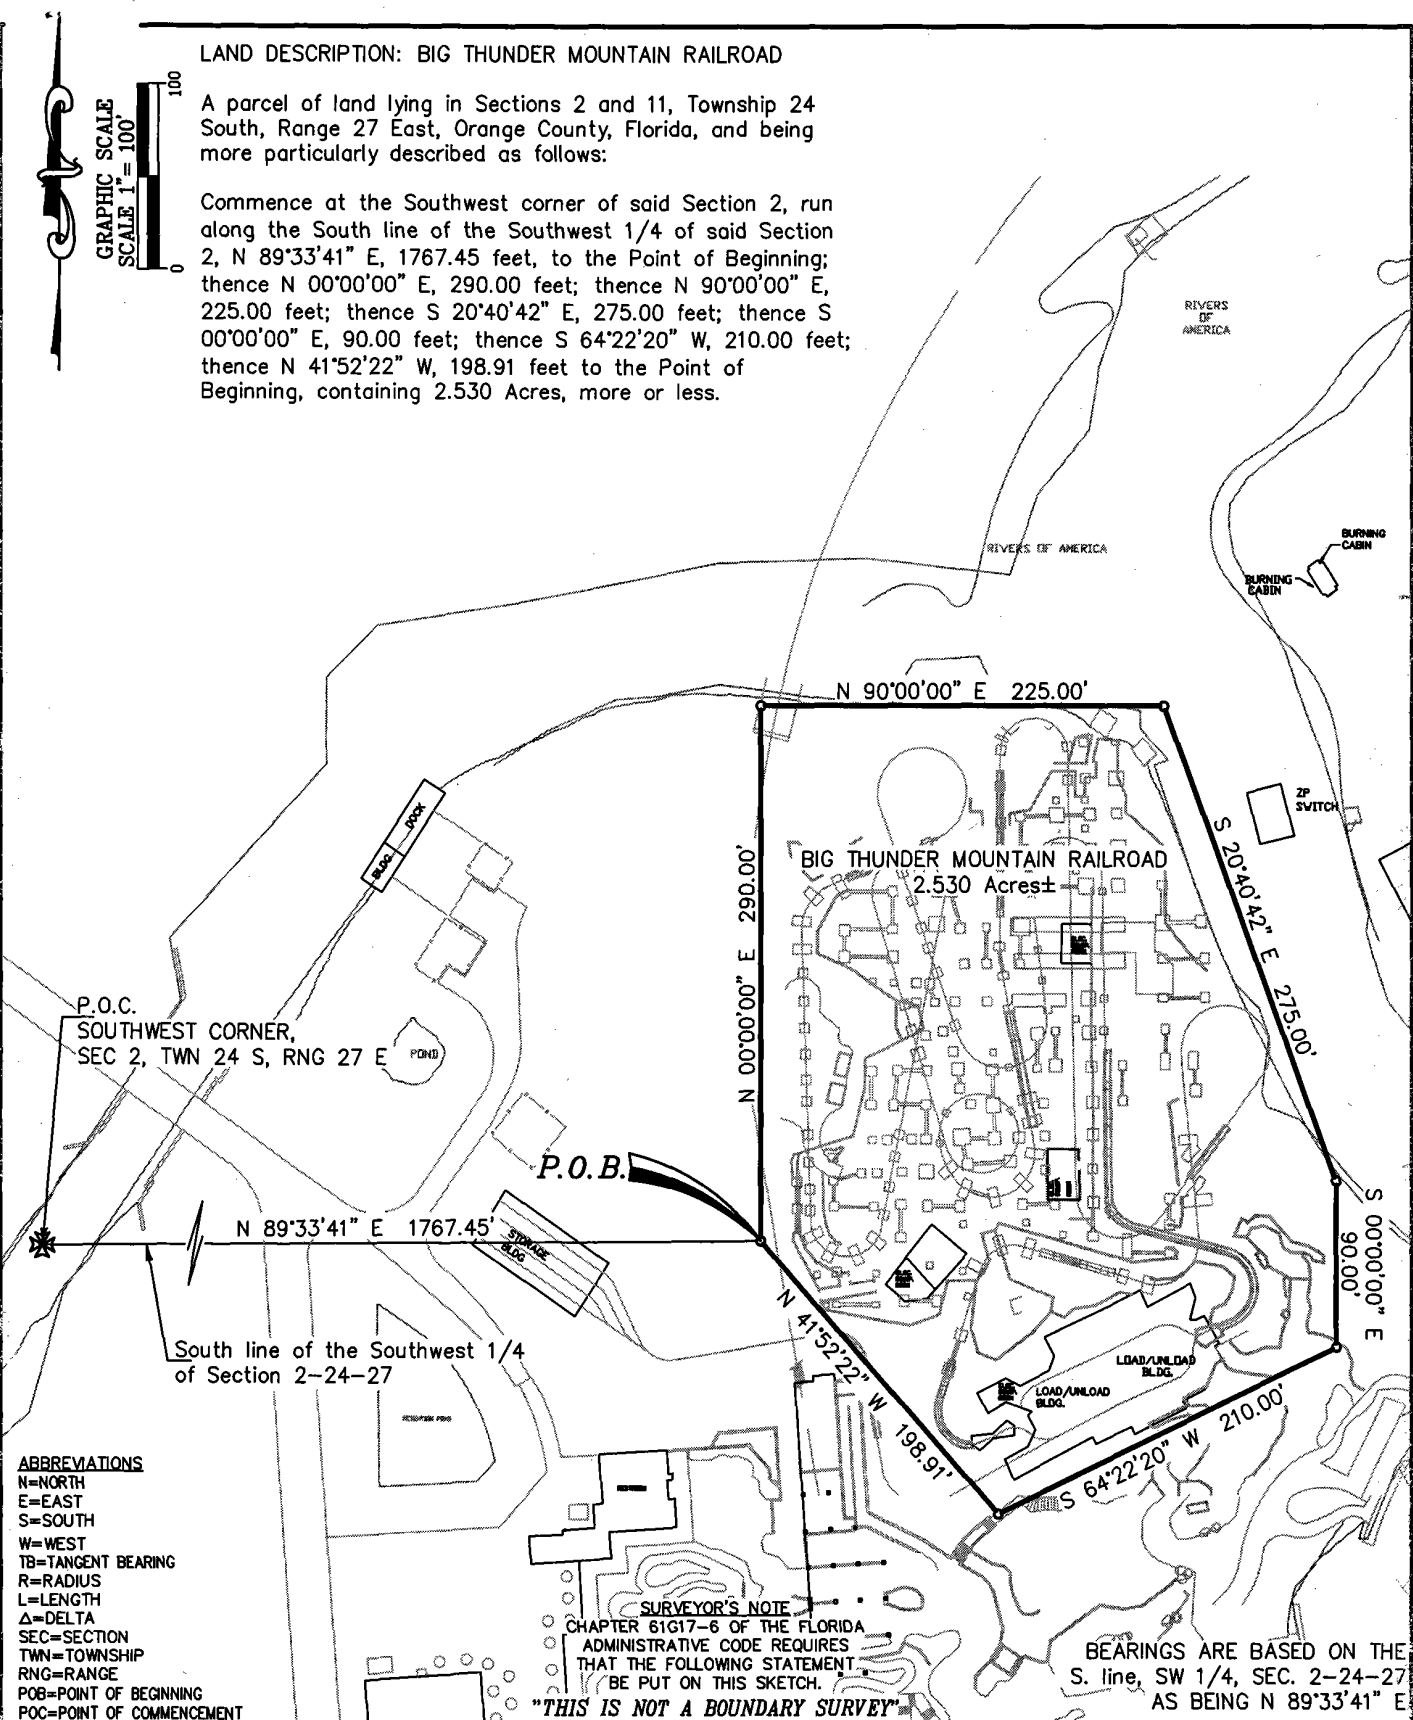 LAND DESCRIPTION: BIG THUNDER MOUNTAIN RAILROAD
A parcel of land lying in Sections 2 and 11, Township 24
South, Range 27 East, Orange County, Florida, and being
more particularly described as follows:
Commence at the Southwest corner of said Section 2, run
along the South line of the Southwest 1/4 of said Section
2, N 89°33'41" E, 1767.45 feet, to the Point of Beginning;
thence N 00°00'00" E, 290.00 feet; thence N 90°00'00" E,
225.00 feet; thence S 20°40'42" E, 275.00 feet; thence S
00°00'00" E, 90.00 feet; thence S 64°22'20" W, 210.00 feet;
thence N 41°52'22" W, 198.91 feet to the Point of
Beginning, containing 2.530 Acres, more or less.
GRAPHIC SCALE
SCALE 1"= 100'
100
0
RIVERS
OF
AMERICA
RIVERS OF AMERICA
BURNING
CABIN
BURNING
CABIN
N 90°00'00" E 225.00'
2P
SWITCH
DOCK
BLDG.
BIG THUNDER MOUNTAIN RAILROAD
2.530 Acres±
N 00°00'00" E 290.00'
S 20°40'42" E 275.00'
P.O.C.
SOUTHWEST CORNER,
SEC 2, TWN 24 S, RNG 27 E
POND
P.O.B.
N 89°33'41" E 1767.45'
STORAGE
BLDG
S 00°00'00" E
90.00'
South line of the Southwest 1/4
of Section 2-24-27
N 41°52'22" W 198.91'
LOAD/UNLOAD
BLDG.
LOAD/UNLOAD
BLDG.
S 64°22'20" W 210.00'
ABBREVIATIONS
N=NORTH
E=EAST
S=SOUTH
W=WEST
TB=TANGENT BEARING
R=RADIUS
L=LENGTH
Δ=DELTA
SEC=SECTION
TWN=TOWNSHIP
RNG=RANGE
POB=POINT OF BEGINNING
POC=POINT OF COMMENCEMENT
SURVEYOR'S NOTE
CHAPTER 61G17-6 OF THE FLORIDA
ADMINISTRATIVE CODE REQUIRES
THAT THE FOLLOWING STATEMENT
BE PUT ON THIS SKETCH.
"THIS IS NOT A BOUNDARY SURVEY"
BEARINGS ARE BASED ON THE
S. line, SW 1/4, SEC. 2-24-27
AS BEING N 89°33'41" E